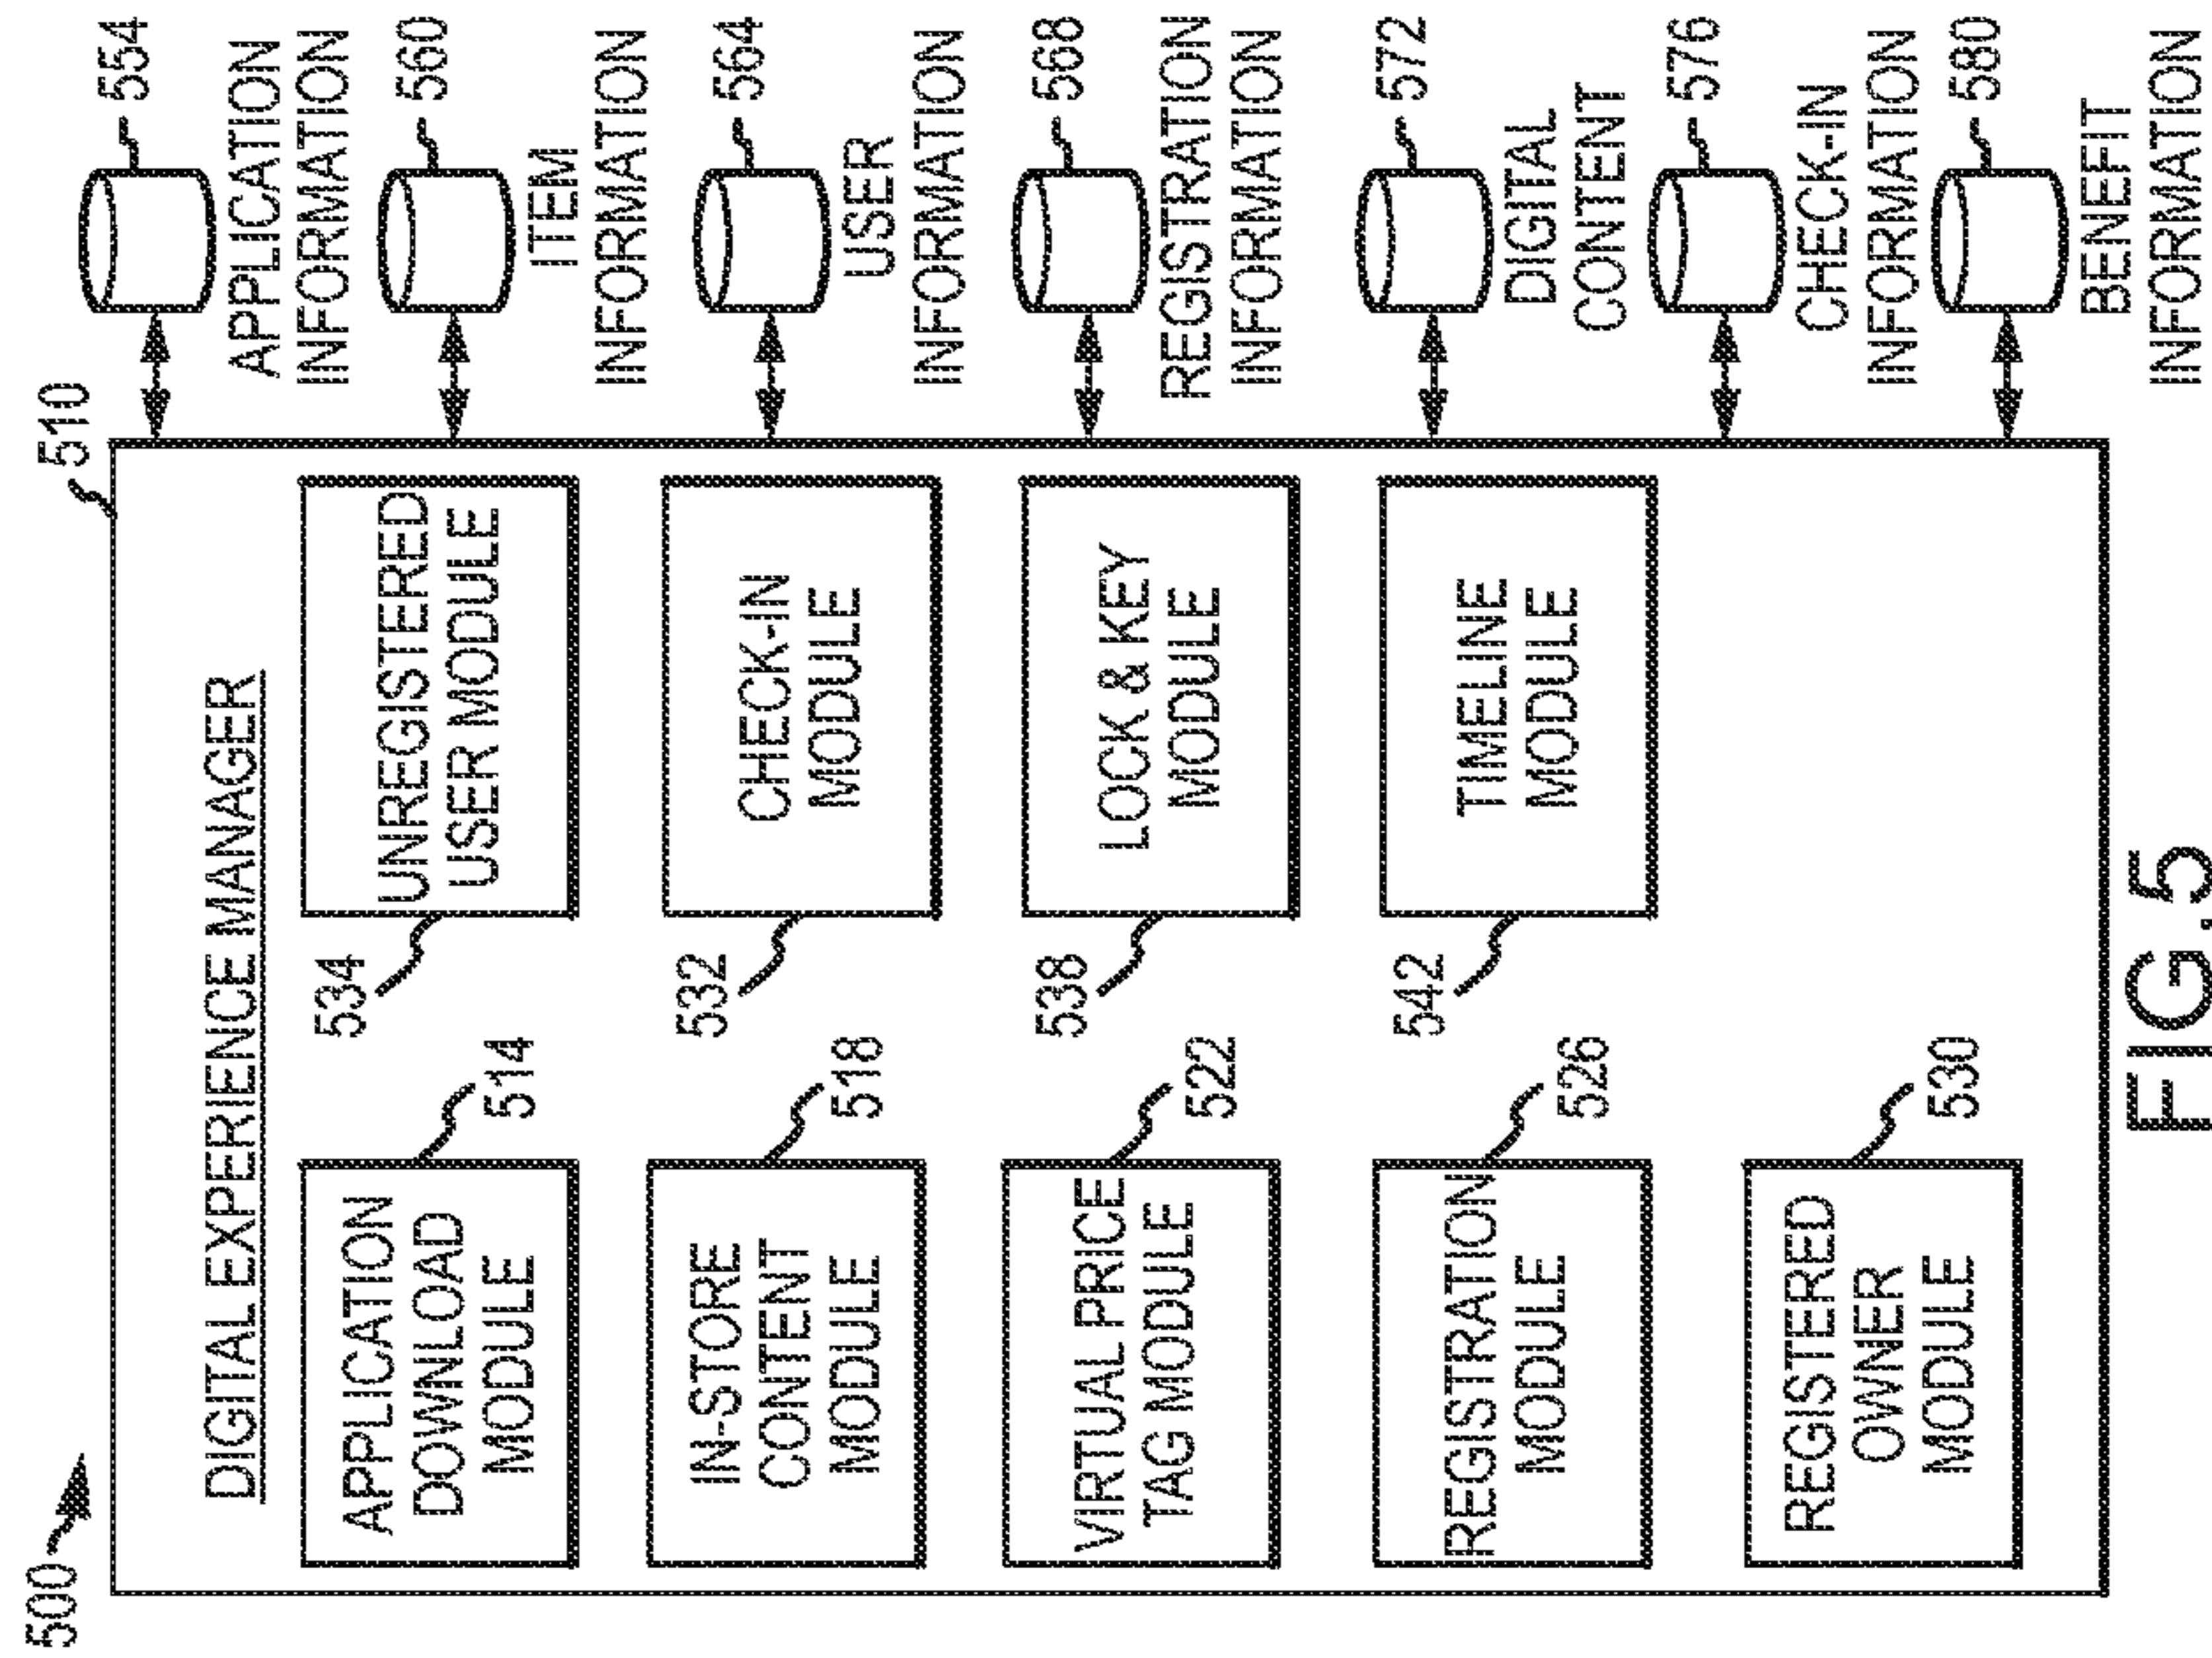 500
510
DIGITAL EXPERIENCE MANAGER
APPLICATION
DOWNLOAD
MODULE
514
IN-STORE
CONTENT
MODULE
518
VIRTUAL PRICE
TAG MODULE
522
REGISTRATION
MODULE
526
REGISTERED
OWNER
MODULE
530
UNREGISTERED
USER MODULE
534
CHECK-IN
MODULE
532
LOCK & KEY
MODULE
538
TIMELINE
MODULE
542
554
APPLICATION
INFORMATION
560
ITEM
INFORMATION
564
USER
INFORMATION
568
REGISTRATION
INFORMATION
572
DIGITAL
CONTENT
576
CHECK-IN
INFORMATION
580
BENEFIT
INFORMATION
FIG.5